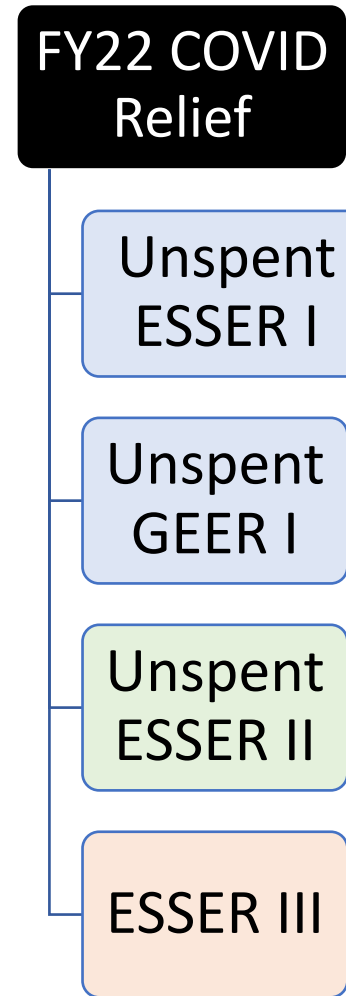 FY22 COVID
Relief
Unspent
ESSER I
Unspent
GEER I
Unspent
ESSER II
ESSER III